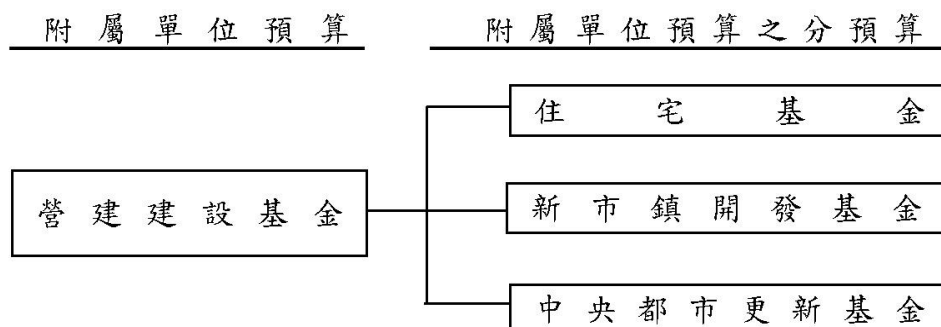 附屬單位預算
附屬單位預算之分預算
住宅基金
營建建設基金
新市鎮開發基金
中央都市更新基金